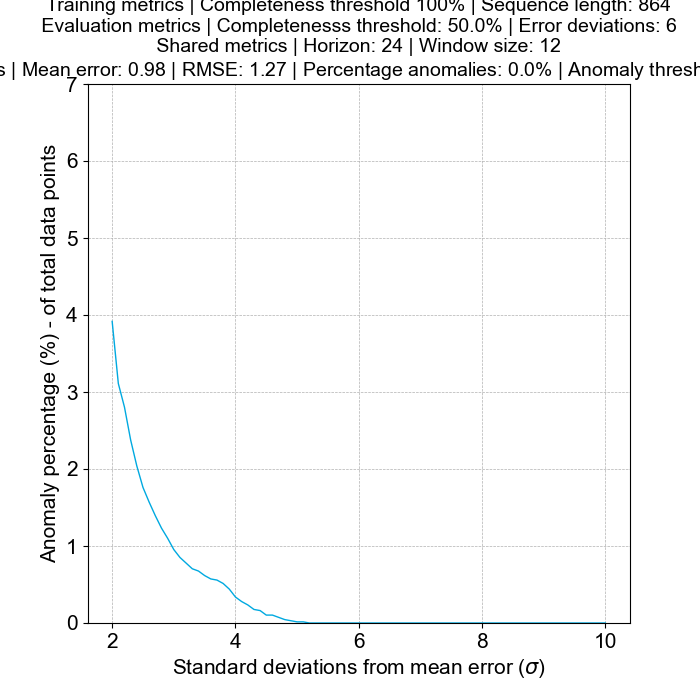 Training metrics | Completeness threshold 100% | Sequence length: 864
Evaluation metrics | Completenesss threshold: 50.0% | Error deviations: 6
Shared metrics | Horizon: 24 | Window size: 12
| Mean error: 0.98 | RMSE: 1.27 | Percentage anomalies: 0.0% | Anomaly
7
6
5
4
3
2
1
0
Anomaly percentage (%) - of total data points
2 4 6 8 10
Standard deviations from mean error (σ)